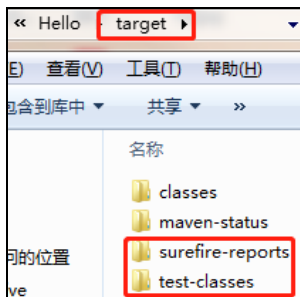 « Hello target ▸
E) 查看(V) 工具(T) 帮助(H)
包含到库中 ▼ 共享 ▼ »
名称
classes
maven-status
surefire-reports
问的位置
test-classes
ve